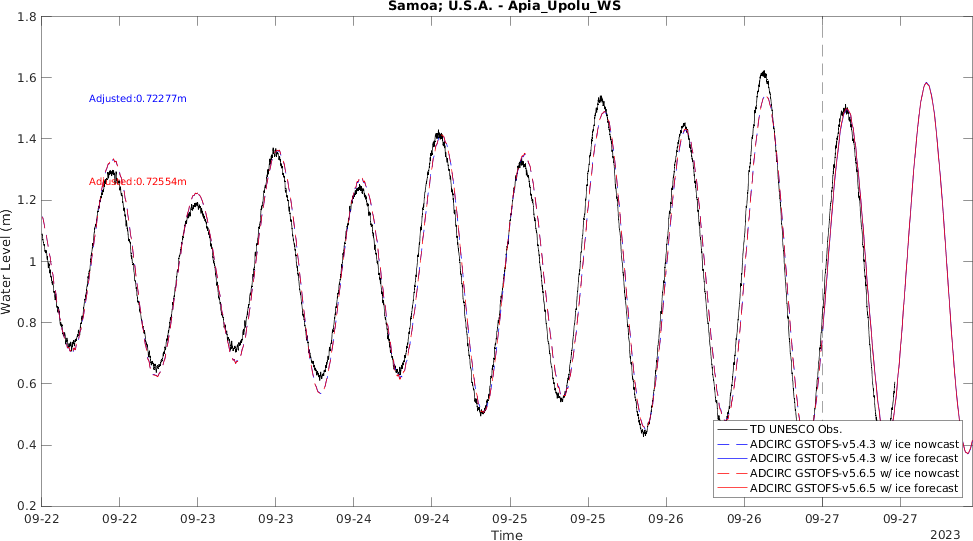 Samoa; U.S.A. - Apia_Upolu_WS
1.8
1.6
1.4
1.2
1
0.8
0.6
0.4
0.2
Water Level (m)
Adjusted:0.72277m
Adjusted:0.72554m
TD UNESCO Obs.
ADCIRC GSTOFS-v5.4.3 w/ ice nowcast
ADCIRC GSTOFS-v5.4.3 w/ ice forecast
ADCIRC GSTOFS-v5.6.5 w/ ice nowcast
ADCIRC GSTOFS-v5.6.5 w/ ice forecast
09-22 09-22 09-23 09-23 09-24 09-24 09-25 09-25 09-26 09-26 09-27 09-27
Time
2023